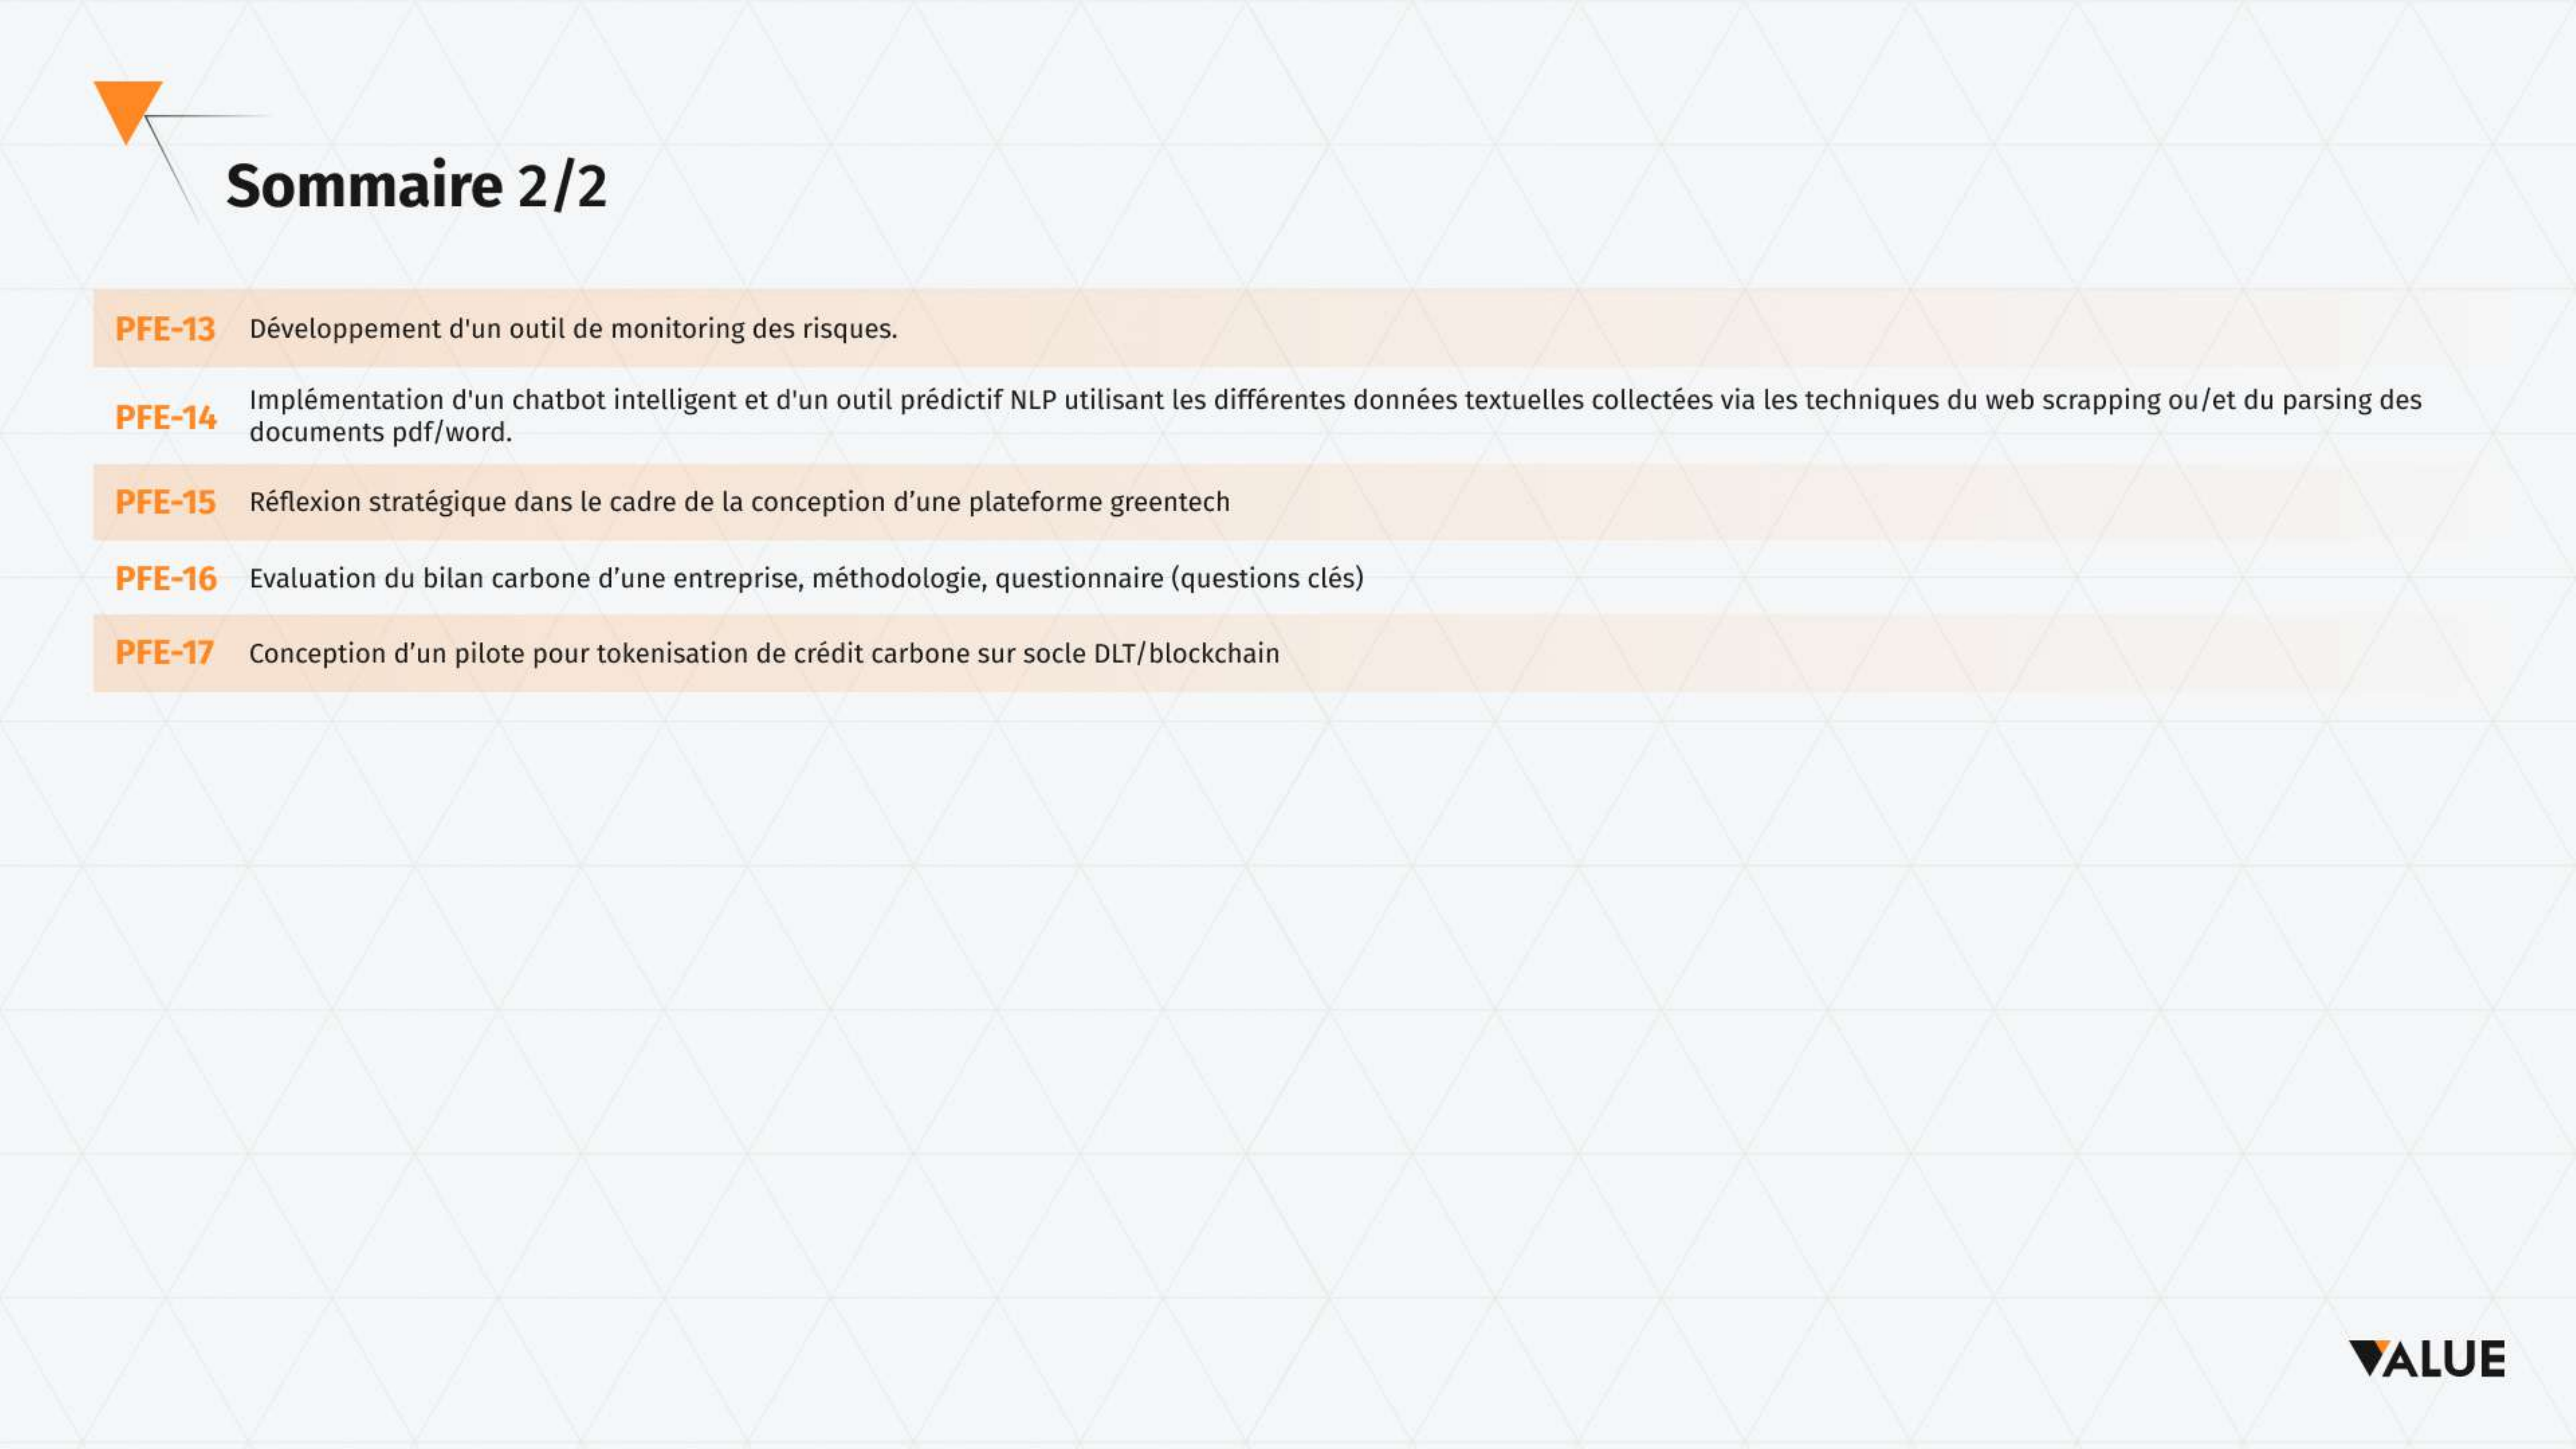 Sommaire 2/2
PFE-13 Développement d'un outil de monitoring des risques.
PFE-14 Implémentation d'un chatbot intelligent et d'un outil prédictif NLP utilisant les différentes données textuelles collectées via les techniques du web scrapping ou/et du parsing des
documents pdf/word.
PFE-15 Réflexion stratégique dans le cadre de la conception d’une plateforme greentech
PFE-16 Evaluation du bilan carbone d’une entreprise, méthodologie, questionnaire (questions clés)
PFE-17 Conception d’un pilote pour tokenisation de crédit carbone sur socle DLT/blockchain
VALUE